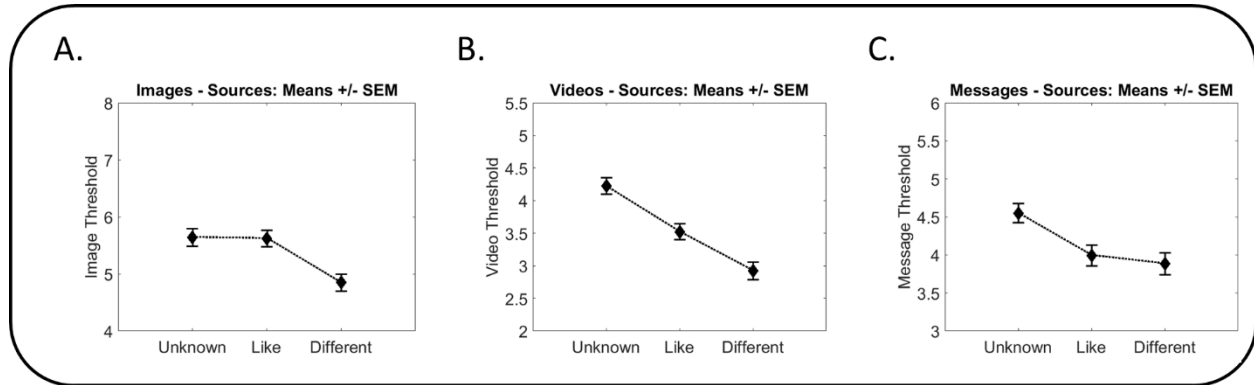 A.
Images - Sources: Means +/- SEM
8
7
6
5
4
Image Threshold
Unknown Like Different
B.
Videos - Sources: Means +/- SEM
5.5
5
4.5
4
3.5
3
2.5
2
Video Threshold
Unknown Like Different
C.
Messages - Sources: Means +/- SEM
6
5.5
5
4.5
4
3.5
3
Message Threshold
Unknown Like Different